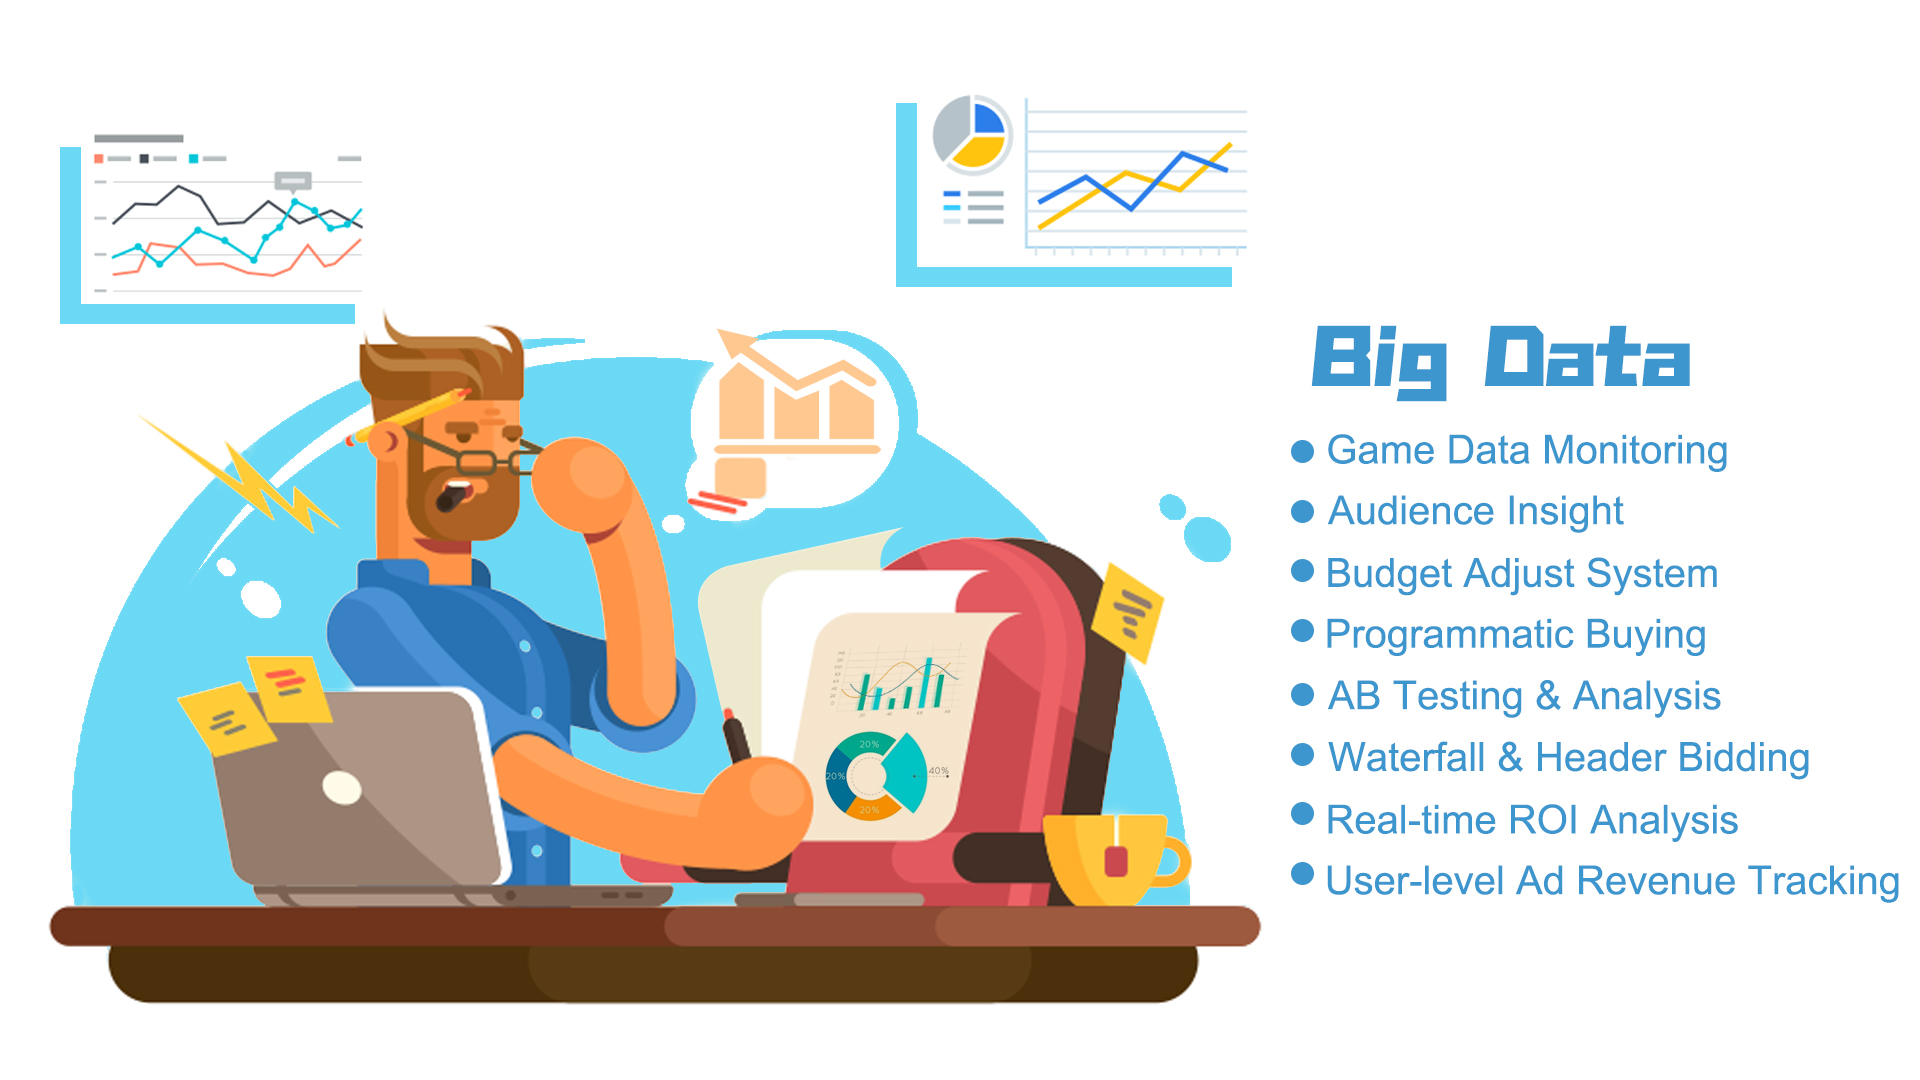 Big Data
Game Data Monitoring
Audience Insight
Budget Adjust System
Programmatic Buying
AB Testing & Analysis
Waterfall & Header Bidding
Real-time ROI Analysis
User-level Ad Revenue Tracking
20%
20%
40%
20%